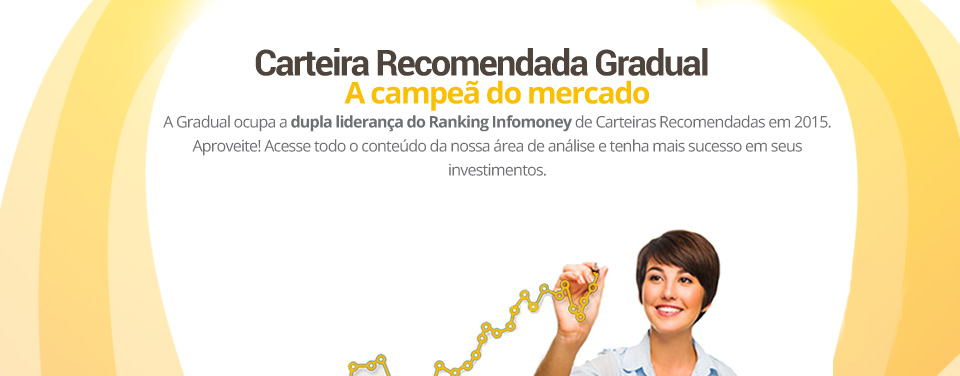 Carteira Recomendada Gradual
A campeã do mercado
A Gradual ocupa a dupla liderança do Ranking Infomoney de Carteiras Recomendadas em 2015.
Aproveite! Acesse todo o conteúdo da nossa área de análise e tenha mais sucesso em seus
investimentos.